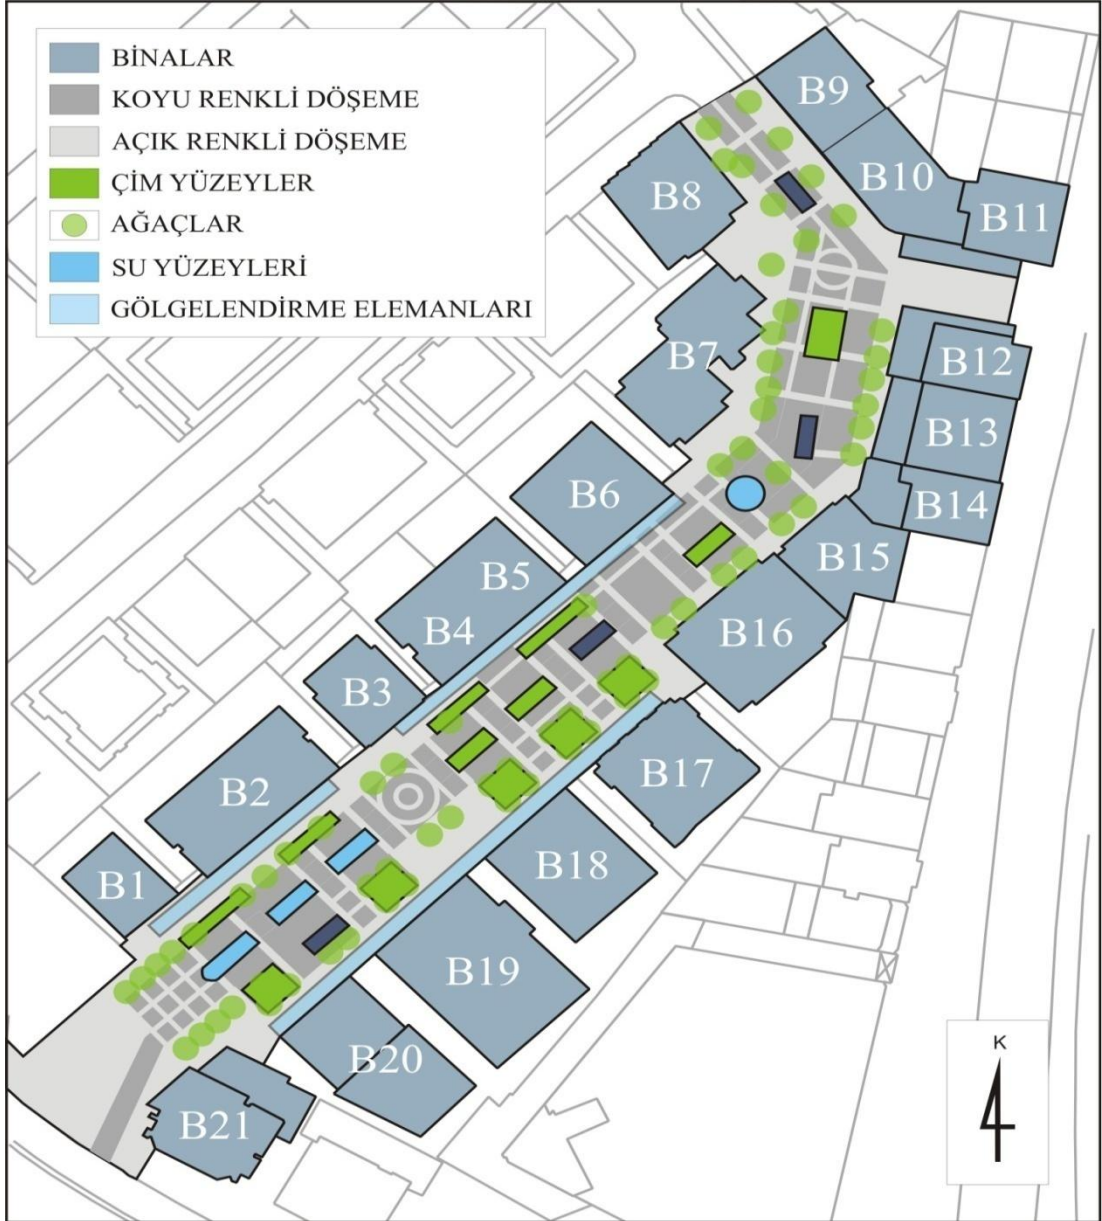 BİNALAR
KOYU RENKLİ DÖŞEME
AÇIK RENKLİ DÖŞEME
ÇİM YÜZEYLER
AĞAÇLAR
SU YÜZEYLERİ
GÖLGELENDİRME ELEMANLARI
B9
B10
B8
B11
B7
B12
B13
B6
B14
B15
B5
B4
B16
B3
B17
B2
B18
B1
B19
B20
B21
K